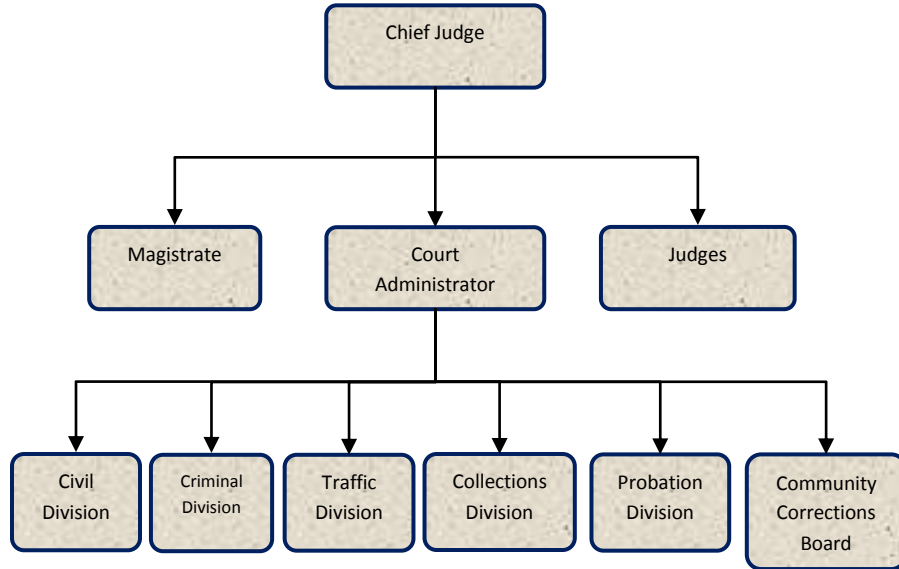 Chief Judge
Magistrate
Court
Administrator
Judges
Civil
Division
Criminal
Division
Traffic
Division
Collections
Division
Probation
Division
Community
Corrections
Board